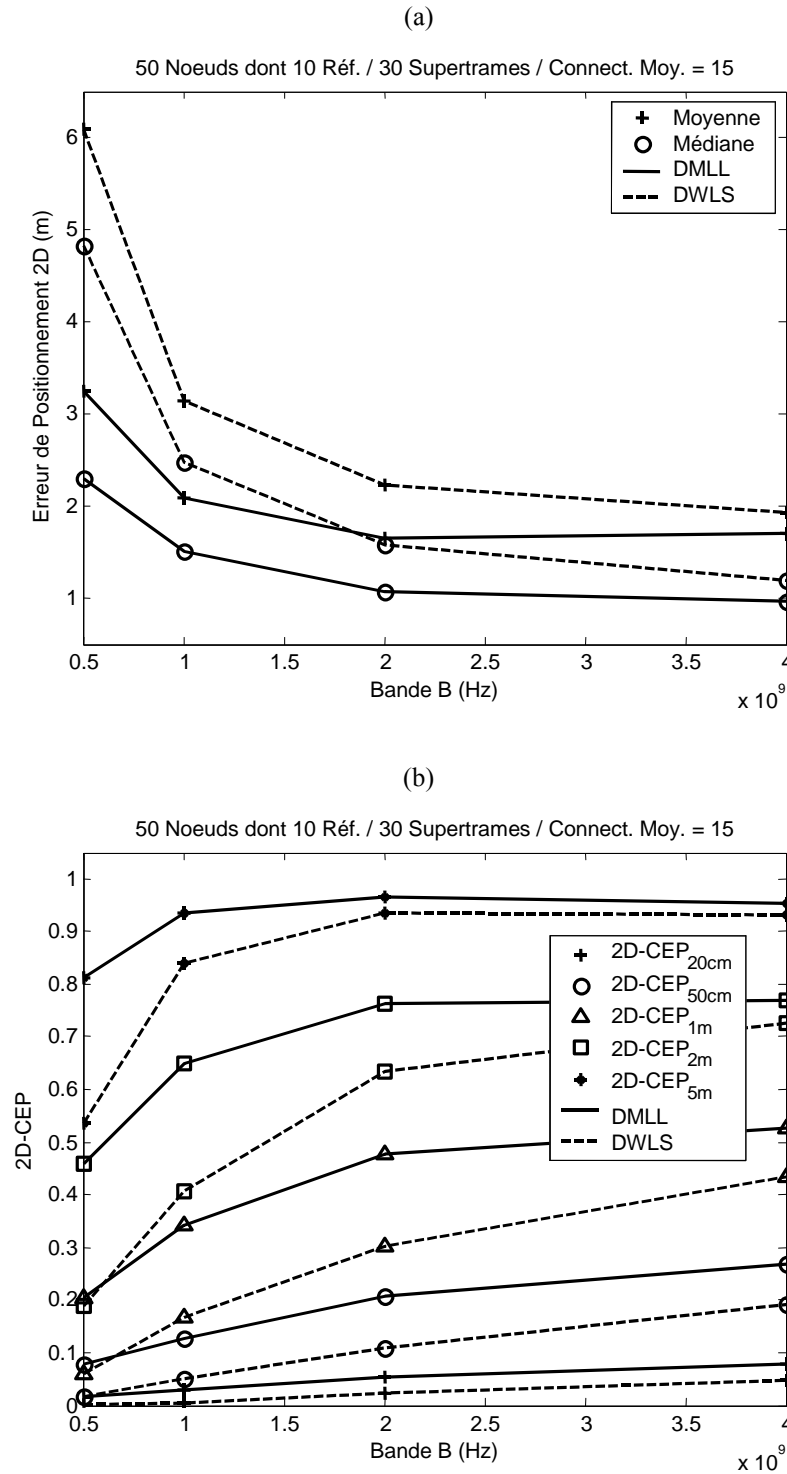 (a)
50 Noeuds dont 10 Réf. / 30 Supertrames / Connect. Moy. = 15
Erreur de Positionnement 2D (m)
6
5
4
3
2
1
Moyenne
Médiane
DMLL
DWLS
0.5 1 1.5 2 2.5 3 3.5 4
Bande B (Hz)
x 10^9
(b)
50 Noeuds dont 10 Réf. / 30 Supertrames / Connect. Moy. = 15
2D-CEP
1
0.9
0.8
0.7
0.6
0.5
0.4
0.3
0.2
0.1
0
2D-CEP20cm
2D-CEP50cm
2D-CEP1m
2D-CEP2m
2D-CEP5m
DMLL
DWLS
0.5 1 1.5 2 2.5 3 3.5 4
Bande B (Hz)
x 10^9